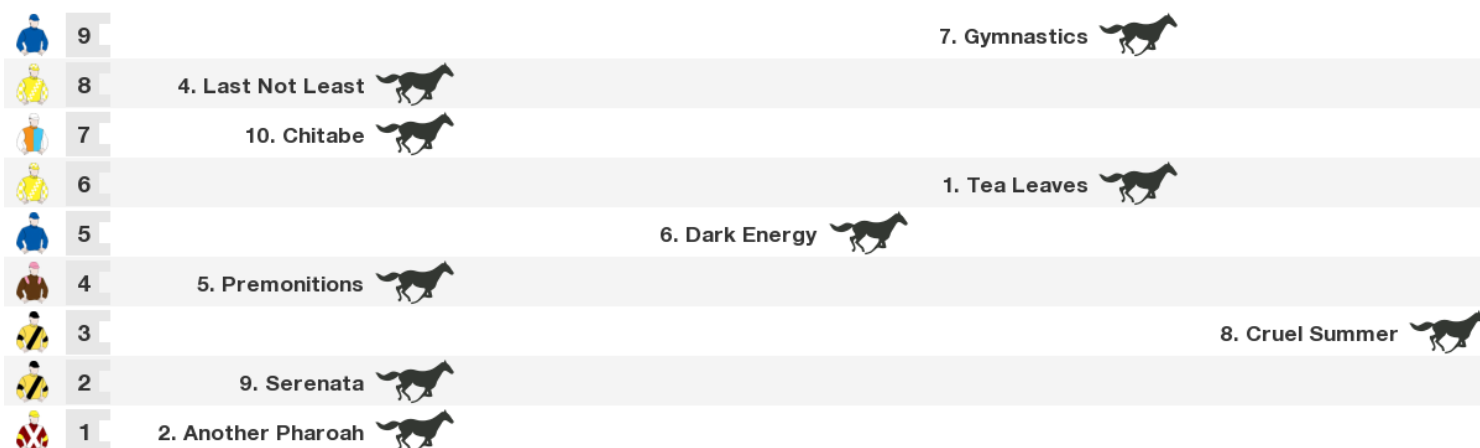 9 7. Gymnastics
8 4. Last Not Least
7 10. Chitabe
6 1. Tea Leaves
5 6. Dark Energy
4 5. Premonitions
3 8. Cruel Summer
2 9. Serenata
1 2. Another Pharoah